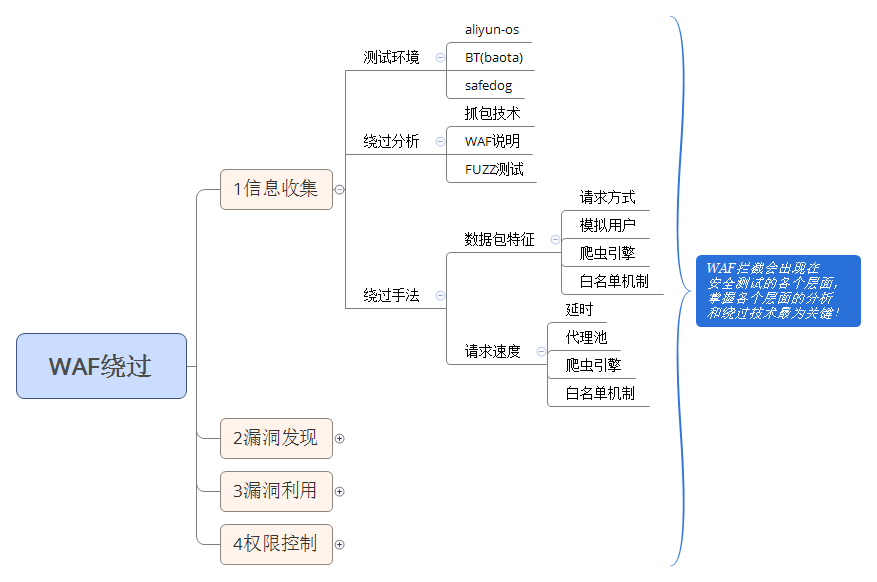 WAF绕过
1信息收集
测试环境
aliyun-os
BT(baota)
safedog
绕过分析
抓包技术
WAF说明
FUZZ测试
绕过手法
数据包特征
请求方式
模拟用户
爬虫引擎
白名单机制
请求速度
延时
代理池
爬虫引擎
白名单机制
2漏洞发现
3漏洞利用
4权限控制
WAF拦截会出现在
安全测试的各个层面，
掌握各个层面的分析
和绕过技术最为关键！